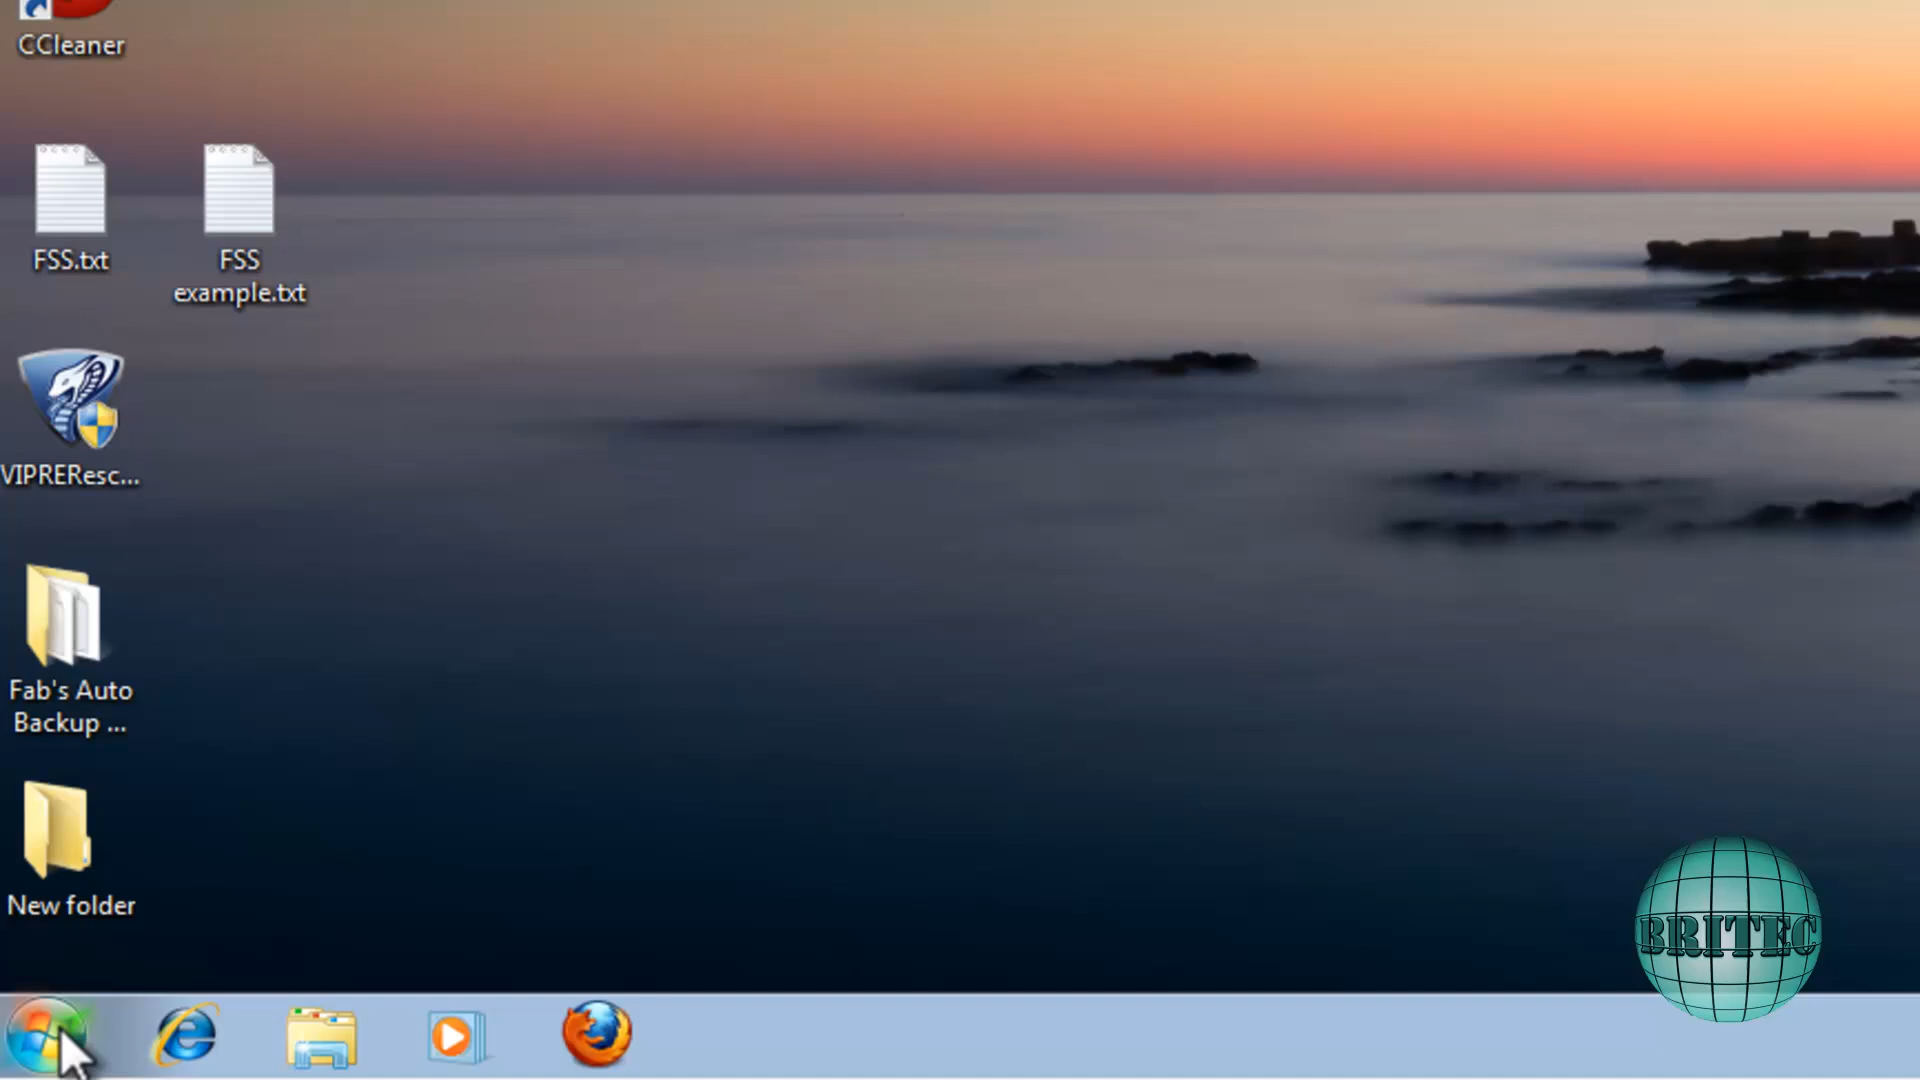 CCleaner
FSS.txt
FSS
example.txt
VIPREResc...
Fab's Auto
Backup ...
New folder
BRITEC